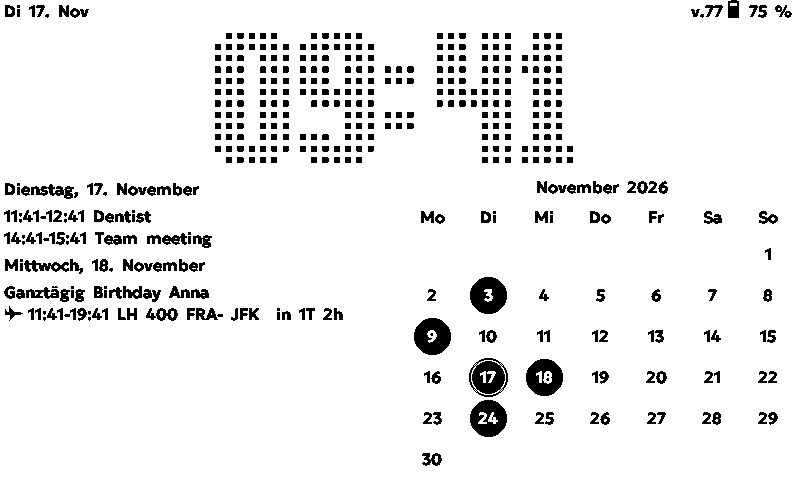 Di 17. Nov
v.77 75 %
09:41
Dienstag, 17. November
11:41-12:41 Dentist
14:41-15:41 Team meeting
Mittwoch, 18. November
Ganztägig Birthday Anna
11:41-19:41 LH 400 FRA- JFK in 1T 2h
November 2026
Mo Di Mi Do Fr Sa So
1
2 3 4 5 6 7 8
9 10 11 12 13 14 15
16 17 18 19 20 21 22
23 24 25 26 27 28 29
30